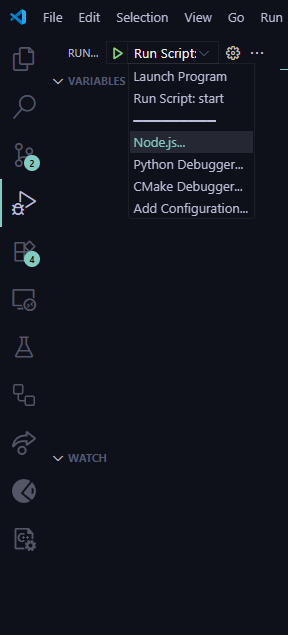 File Edit Selection View Go Run
RUN... Run Script:
VARIABLES
Launch Program
Run Script: start
Node.js...
2
Python Debugger...
CMake Debugger...
Add Configuration...
4
WATCH
C++